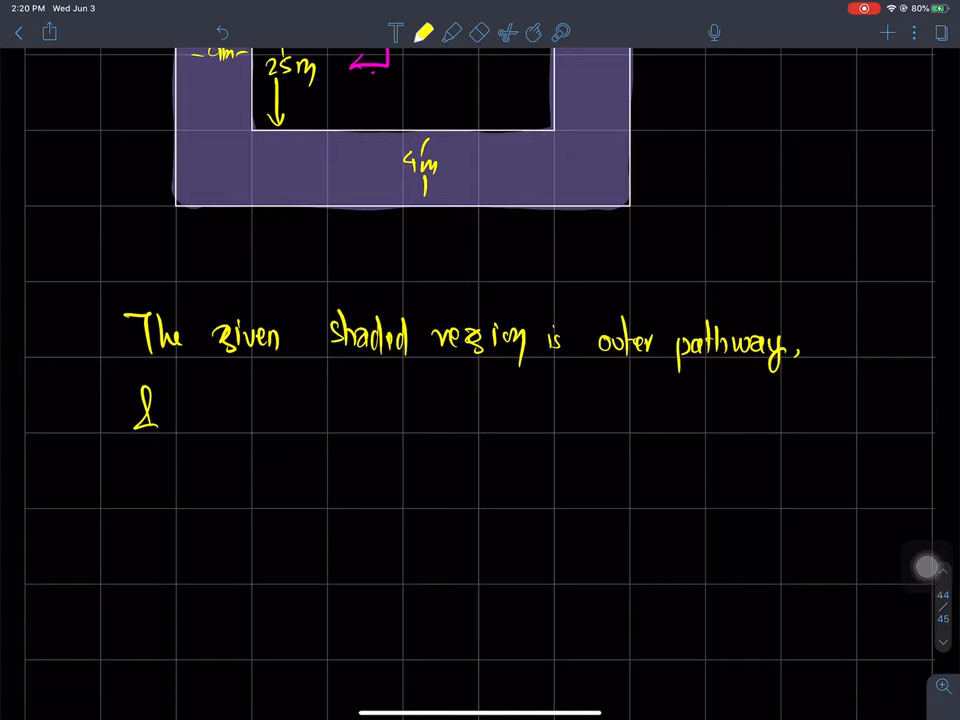 2:20 PM Wed Jun 3
80%
T
25m
4m
The given shaded region is outer pathway,
&
44
/
45